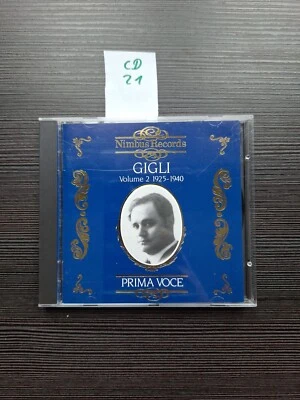 CD
21
Nimbus Records
GIGLI
Volume 2 1925-1940
PRIMA VOCE